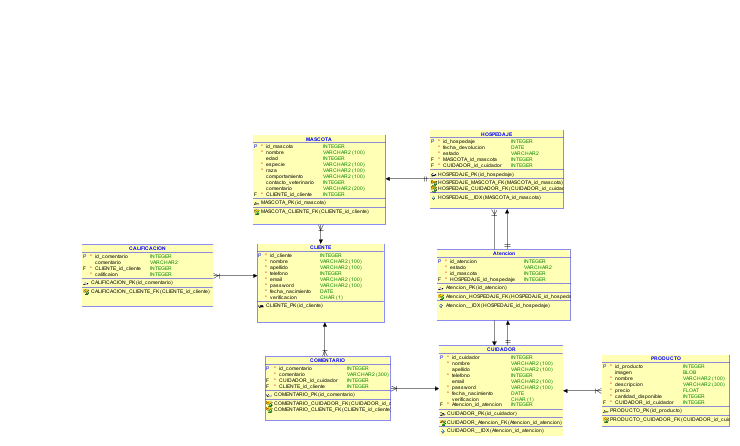 MASCOTA
P * id_mascota INTEGER
* nombre VARCHAR2 (100)
edad INTEGER
* especie VARCHAR2 (100)
* raza VARCHAR2 (100)
comportamiento VARCHAR2 (100)
contacto_veterinario INTEGER
comentario VARCHAR2 (200)
F * CLIENTE_id_cliente INTEGER
MASCOTA_PK (id_mascota)
MASCOTA_CLIENTE_FK (CLIENTE_id_cliente)
HOSPEDAJE
P * id_hospedaje INTEGER
* fecha_devolucion DATE
* estado VARCHAR2
F * MASCOTA_id_mascota INTEGER
F * CUIDADOR_id_cuidador INTEGER
HOSPEDAJE_PK (id_hospedaje)
HOSPEDAJE_MASCOTA_FK (MASCOTA_id_mascota)
HOSPEDAJE_CUIDADOR_FK (CUIDADOR_id_cuidad
HOSPEDAJE__IDX (MASCOTA_id_mascota)
CALIFICACION
P * id_comentario INTEGER
comentario VARCHAR2
F * CLIENTE_id_cliente INTEGER
* calificaion INTEGER
CALIFICACION_PK (id_comentario)
CALIFICACION_CLIENTE_FK (CLIENTE_id_cliente)
CLIENTE
P * id_cliente INTEGER
* nombre VARCHAR2 (100)
* apellido VARCHAR2 (100)
* telefono INTEGER
* email VARCHAR2 (100)
* password VARCHAR2 (100)
* fecha_nacimiento DATE
* verificacion CHAR (1)
CLIENTE_PK (id_cliente)
Atencion
P * id_atencion INTEGER
* estado VARCHAR2
* id_mascota INTEGER
F * HOSPEDAJE_id_hospedaje INTEGER
Atencion_PK (id_atencion)
Atencion_HOSPEDAJE_FK (HOSPEDAJE_id_hospeda
Atencion__IDX (HOSPEDAJE_id_hospedaje)
COMENTARIO
P * id_comentario INTEGER
* comentario VARCHAR2 (300)
F * CUIDADOR_id_cuidador INTEGER
F * CLIENTE_id_cliente INTEGER
COMENTARIO_PK (id_comentario)
COMENTARIO_CUIDADOR_FK (CUIDADOR_id_c
COMENTARIO_CLIENTE_FK (CLIENTE_id_cliente
CUIDADOR
P * id_cuidador INTEGER
* nombre VARCHAR2 (100)
apellido VARCHAR2 (100)
* telefono INTEGER
email VARCHAR2 (100)
* password VARCHAR2 (100)
* fecha_nacimiento DATE
verificacion CHAR (1)
F * Atencion_id_atencion INTEGER
CUIDADOR_PK (id_cuidador)
CUIDADOR_Atencion_FK (Atencion_id_atencion)
CUIDADOR__IDX (Atencion_id_atencion)
PRODUCTO
P * id_producto INTEGER
* imagen BLOB
* nombre VARCHAR2 (100)
* descripcion VARCHAR2 (300)
* precio FLOAT
* cantidad_disponible INTEGER
F * CUIDADOR_id_cuidador INTEGER
PRODUCTO_PK (id_producto)
PRODUCTO_CUIDADOR_FK (CUIDADOR_id_cuid